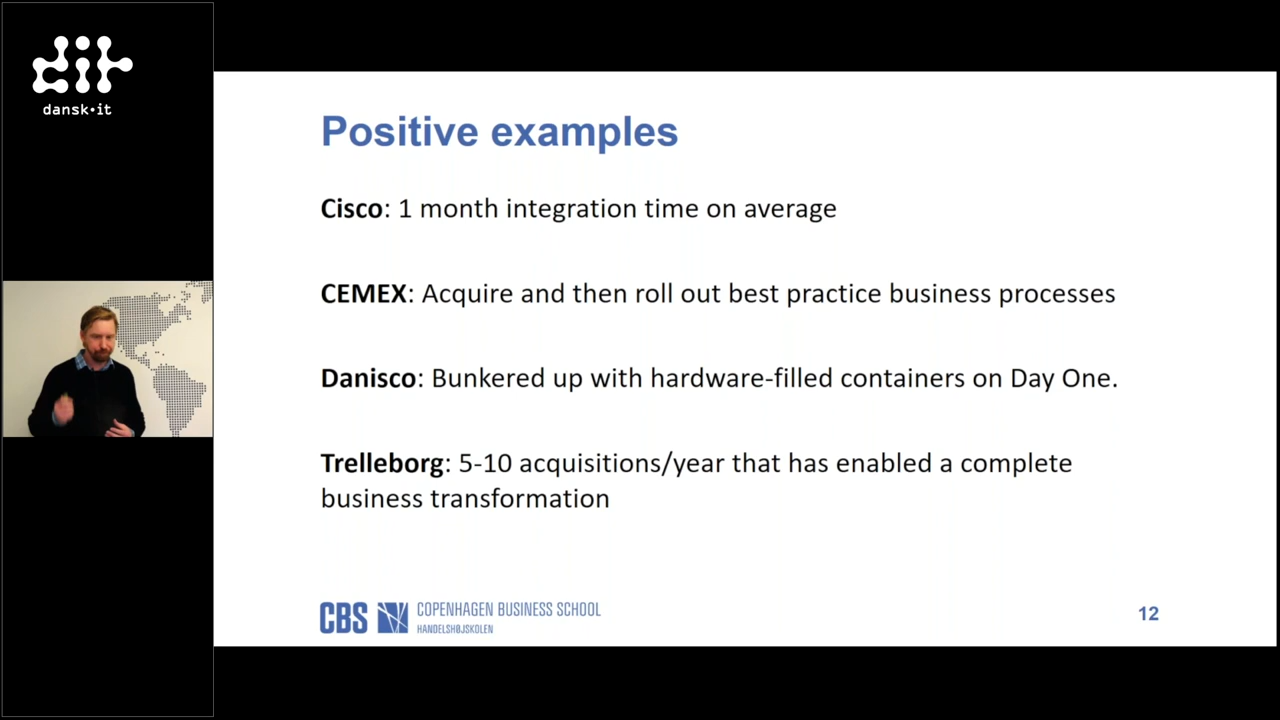 dit
dansk·it
Positive examples
Cisco: 1 month integration time on average
CEMEX: Acquire and then roll out best practice business processes
Danisco: Bunkered up with hardware-filled containers on Day One.
Trelleborg: 5-10 acquisitions/year that has enabled a complete
business transformation
CBS COPENHAGEN BUSINESS SCHOOL
HANDELSHØJSKOLEN
12